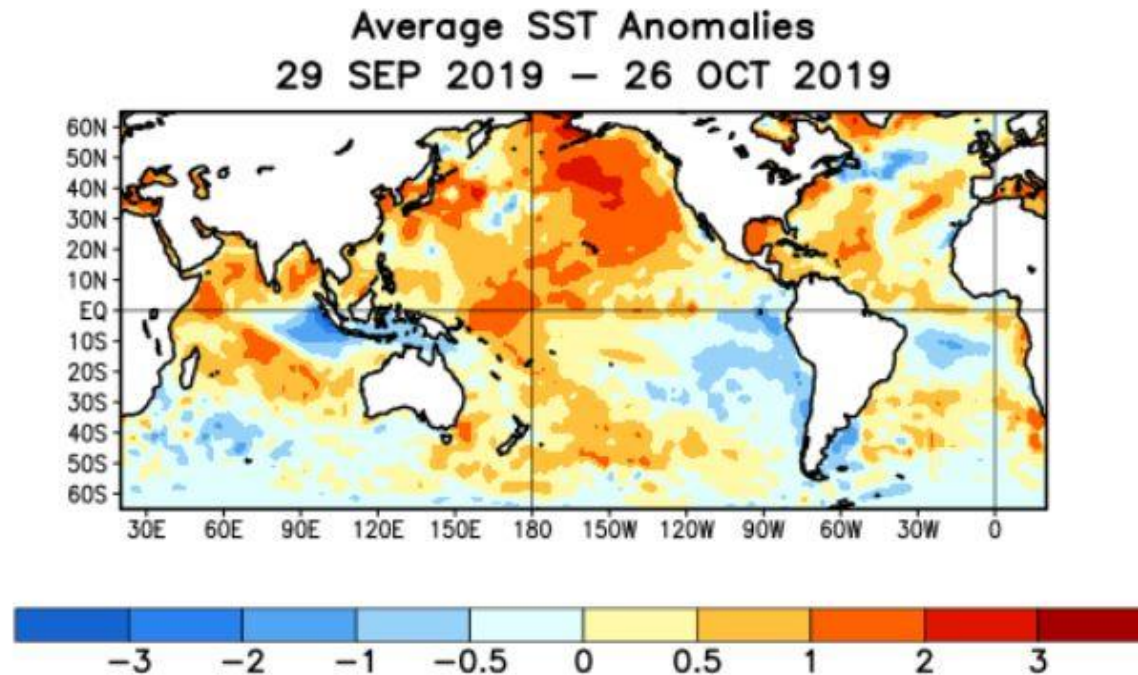 Average SST Anomalies
29 SEP 2019 – 26 OCT 2019
60N
50N
40N
30N
20N
10N
EQ
10S
20S
30S
40S
50S
60S
30E 60E 90E 120E 150E 180 150W 120W 90W 60W 30W 0
−3 −2 −1 −0.5 0 0.5 1 2 3